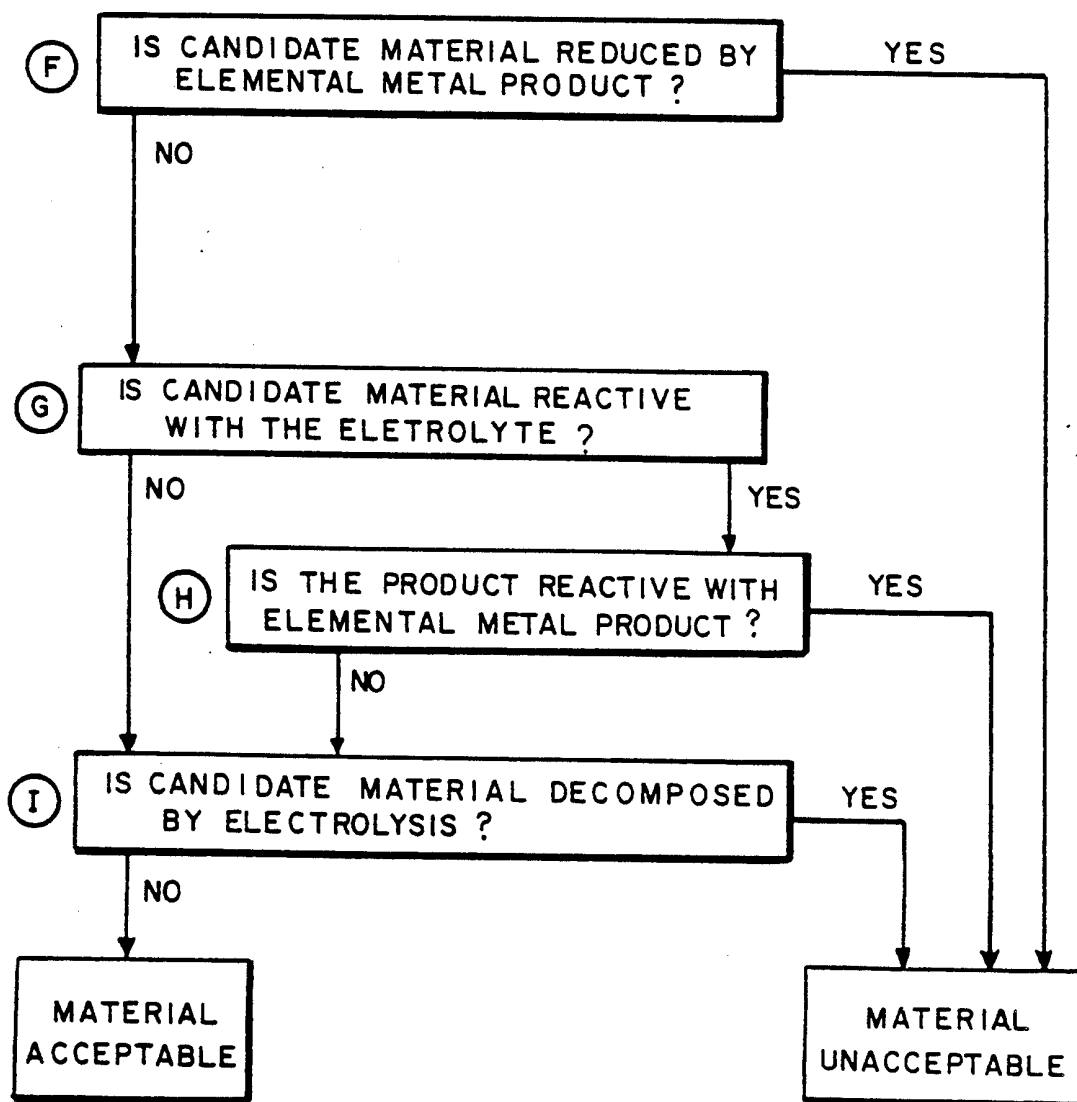 F
IS CANDIDATE MATERIAL REDUCED BY
ELEMENTAL METAL PRODUCT ?
YES
NO
G
IS CANDIDATE MATERIAL REACTIVE
WITH THE ELETROLYTE ?
NO
YES
H
IS THE PRODUCT REACTIVE WITH
ELEMENTAL METAL PRODUCT ?
YES
NO
I
IS CANDIDATE MATERIAL DECOMPOSED
BY ELECTROLYSIS ?
YES
NO
MATERIAL
ACCEPTABLE
MATERIAL
UNACCEPTABLE